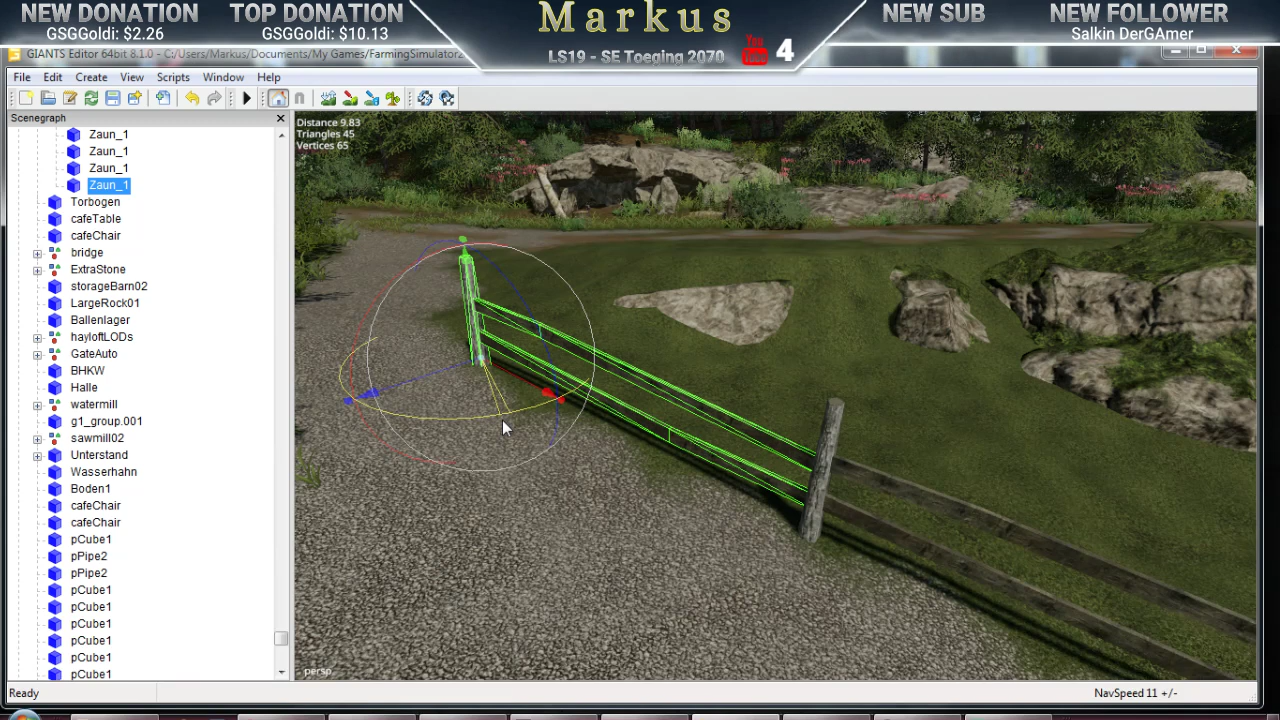 NEW DONATION
GSGGoldi: $2.26
TOP DONATION
GSGGoldi: $10.13
Markus
LS19 - SE Toeging 2070
You
Tube
4
NEW SUB
NEW FOLLOWER
Salkin DerGAmer
GIANTS Editor 64bit 8.1.0 - C:/Users/Markus/Documents/My Games/FarmingSimulator2
File Edit Create View Scripts Window Help
Scenegraph
Distance 9.83
Triangles 45
Vertices 65
Zaun_1
Zaun_1
Zaun_1
Zaun_1
Torbogen
cafeTable
cafeChair
bridge
ExtraStone
storageBarn02
LargeRock01
Ballenlager
hayloftLODs
GateAuto
BHKW
Halle
watermill
g1_group.001
sawmill02
Unterstand
Wasserhahn
Boden1
cafeChair
cafeChair
pCube1
pPipe2
pPipe2
pCube1
pCube1
pCube1
pCube1
pCube1
pCube1
persp
Ready
NavSpeed 11 +/-